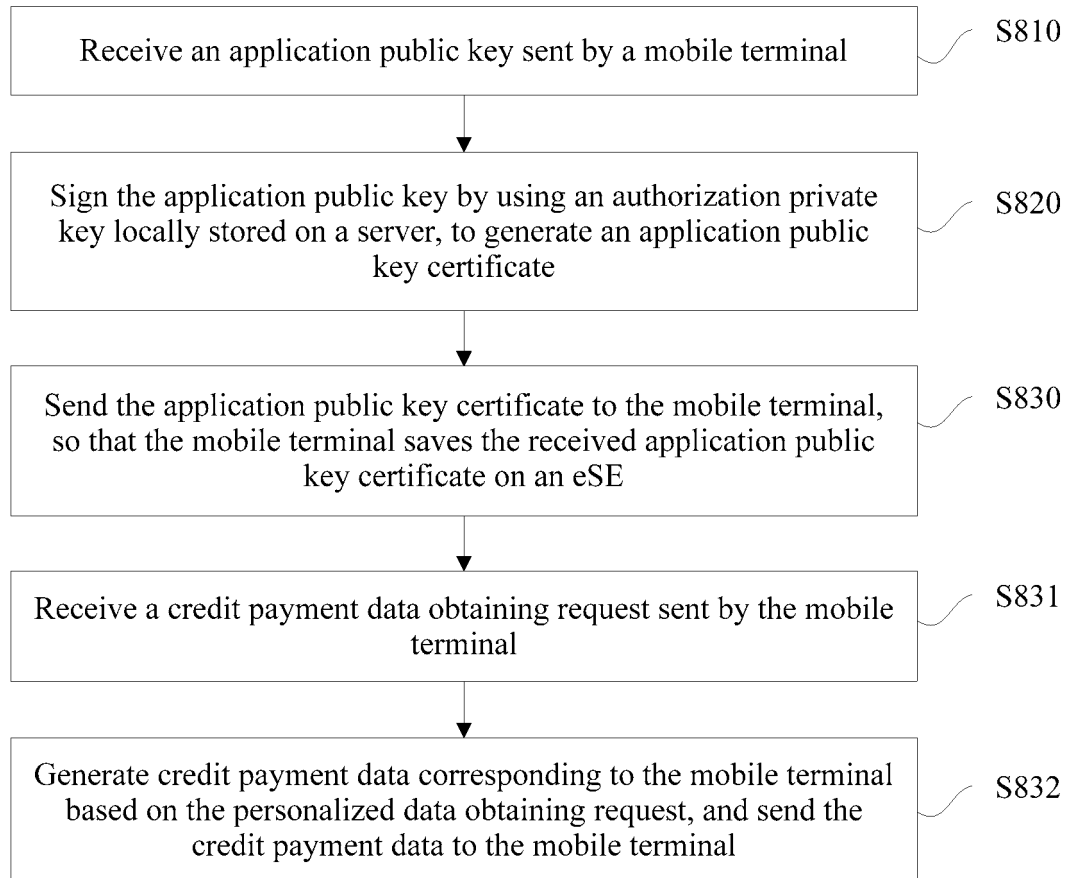 Receive an application public key sent by a mobile terminal
S810
Sign the application public key by using an authorization private
key locally stored on a server, to generate an application public
key certificate
S820
Send the application public key certificate to the mobile terminal,
so that the mobile terminal saves the received application public
key certificate on an eSE
S830
Receive a credit payment data obtaining request sent by the mobile
terminal
S831
Generate credit payment data corresponding to the mobile terminal
based on the personalized data obtaining request, and send the
credit payment data to the mobile terminal
S832